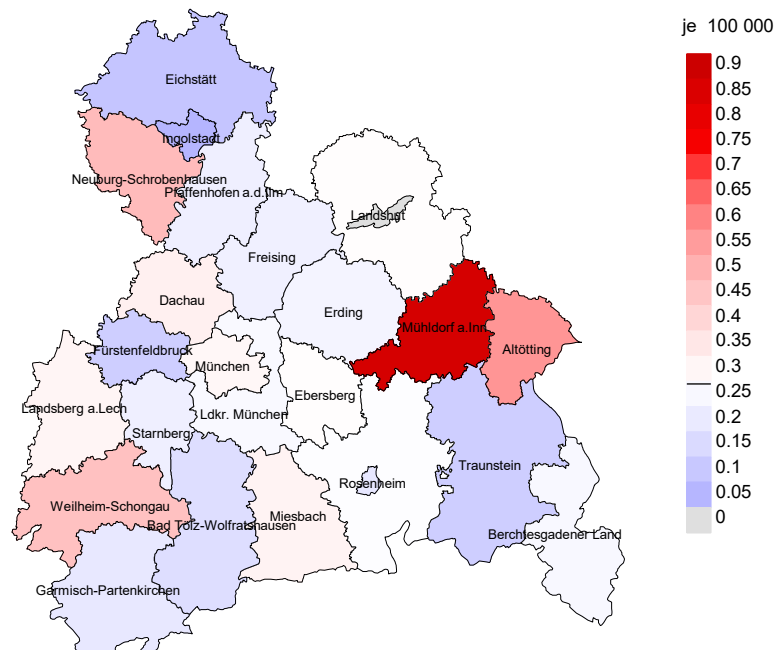 je 100 000
0.9
0.85
0.8
0.75
0.7
0.65
0.6
0.55
0.5
0.45
0.4
0.35
0.3
0.25
0.2
0.15
0.1
0.05
0
Eichstätt
Ingolstadt
Neuburg-Schrobenhausen
Pfaffenhofen a.d.Ilm
Landshut
Freising
Dachau
Erding
Mühldorf a.Inn
Altötting
Fürstenfeldbruck
München
Ebersberg
Landsberg a.Lech
Ldkr. München
Starnberg
Traunstein
Rosenheim
Weilheim-Schongau
Miesbach
Bad Tölz-Wolfratshausen
Berchtesgadener Land
Garmisch-Partenkirchen